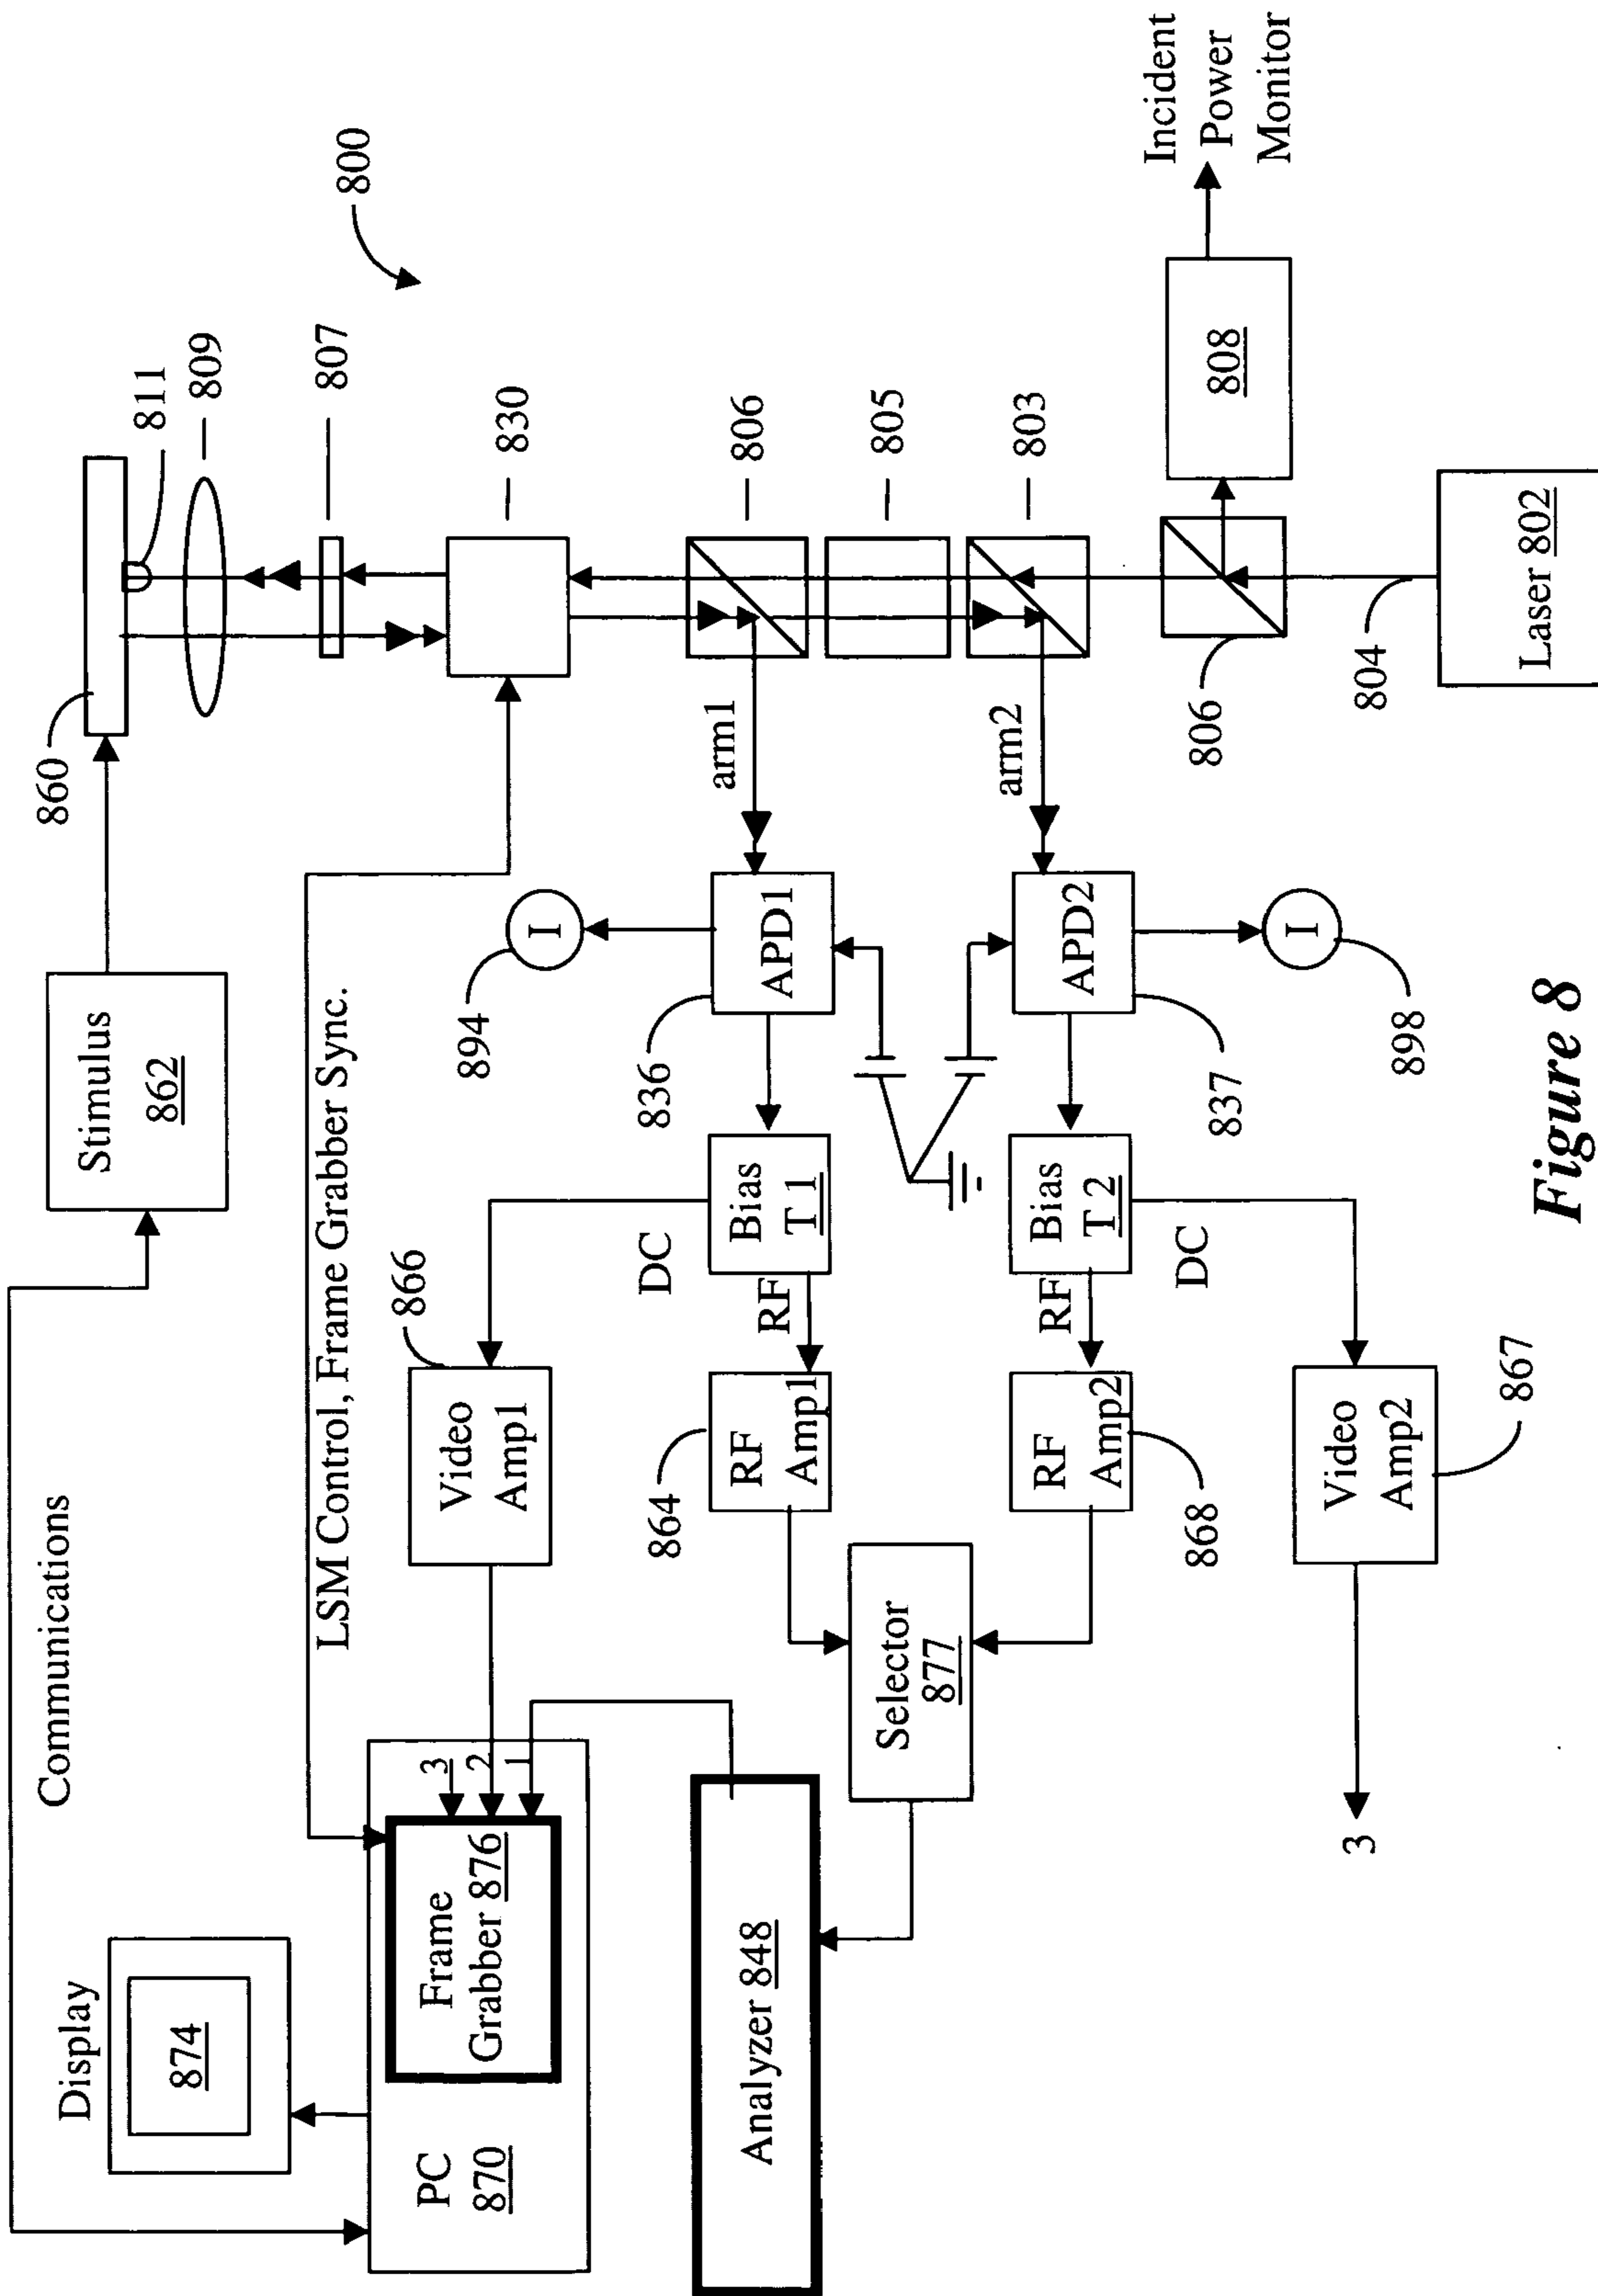 Communications
Display
874
Stimulus
862
860
811
809
807
800
LSM Control, Frame Grabber Sync.
PC
870
Frame
Grabber 876
3
2
1
866
Video
Amp1
894
I
830
DC
Analyzer 848
Selector
877
864
RF
Amp1
RF
Bias
T1
836
APD1
arm1
806
805
803
Incident
Power
Monitor
808
RF
Amp2
868
RF
Bias
T2
DC
APD2
837
arm2
I
898
806
804
Laser 802
3
Video
Amp2
867
Figure 8